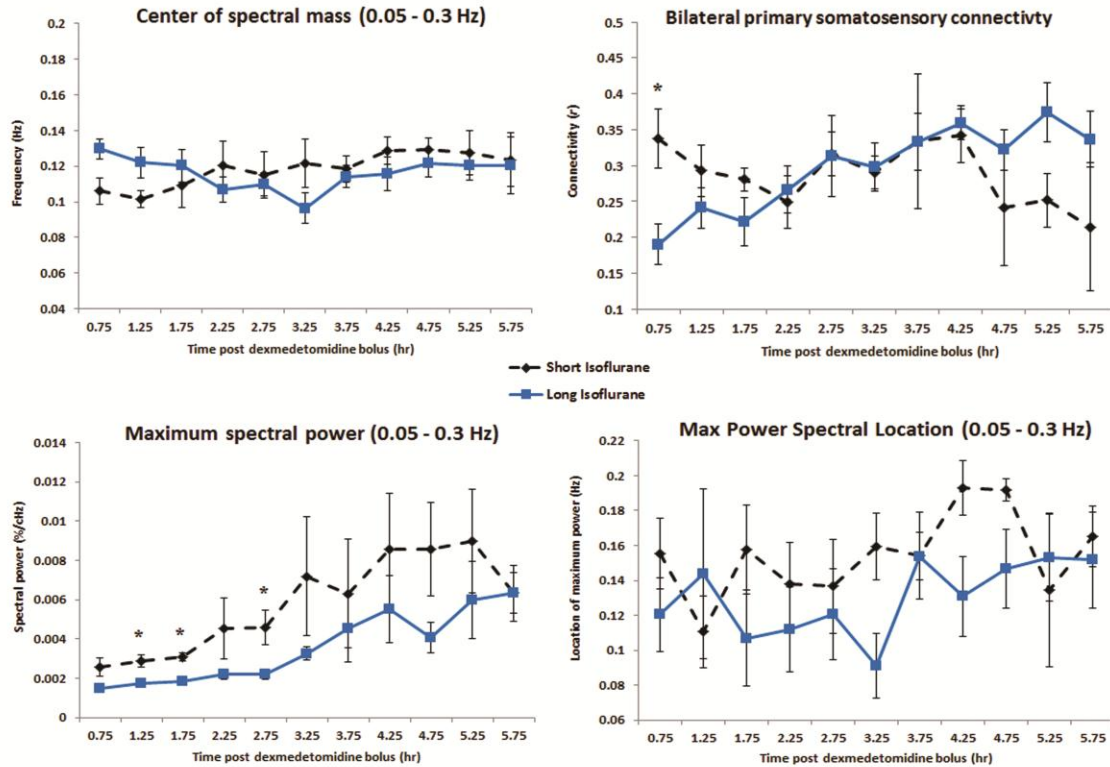 Center of spectral mass (0.05 - 0.3 Hz)
Frequency (Hz)
0.2
0.18
0.16
0.14
0.12
0.1
0.08
0.06
0.04
0.75 1.25 1.75 2.25 2.75 3.25 3.75 4.25 4.75 5.25 5.75
Time post dexmedetomidine bolus (hr)
Bilateral primary somatosensory connectivty
Connectivity (r)
0.5
0.45
0.4
0.35
0.3
0.25
0.2
0.15
0.1
*
0.75 1.25 1.75 2.25 2.75 3.25 3.75 4.25 4.75 5.25 5.75
Time post dexmedetomidine bolus (hr)
Short Isoflurane
Long Isoflurane
Maximum spectral power (0.05 - 0.3 Hz)
Spectral power (%/cHz)
0.014
0.012
0.01
0.008
0.006
0.004
0.002
0
* * *
0.75 1.25 1.75 2.25 2.75 3.25 3.75 4.25 4.75 5.25 5.75
Time post dexmedetomidine bolus (hr)
Max Power Spectral Location (0.05 - 0.3 Hz)
Location of maximum power (Hz)
0.22
0.2
0.18
0.16
0.14
0.12
0.1
0.08
0.06
0.75 1.25 1.75 2.25 2.75 3.25 3.75 4.25 4.75 5.25 5.75
Time post dexmedetomidine bolus (hr)